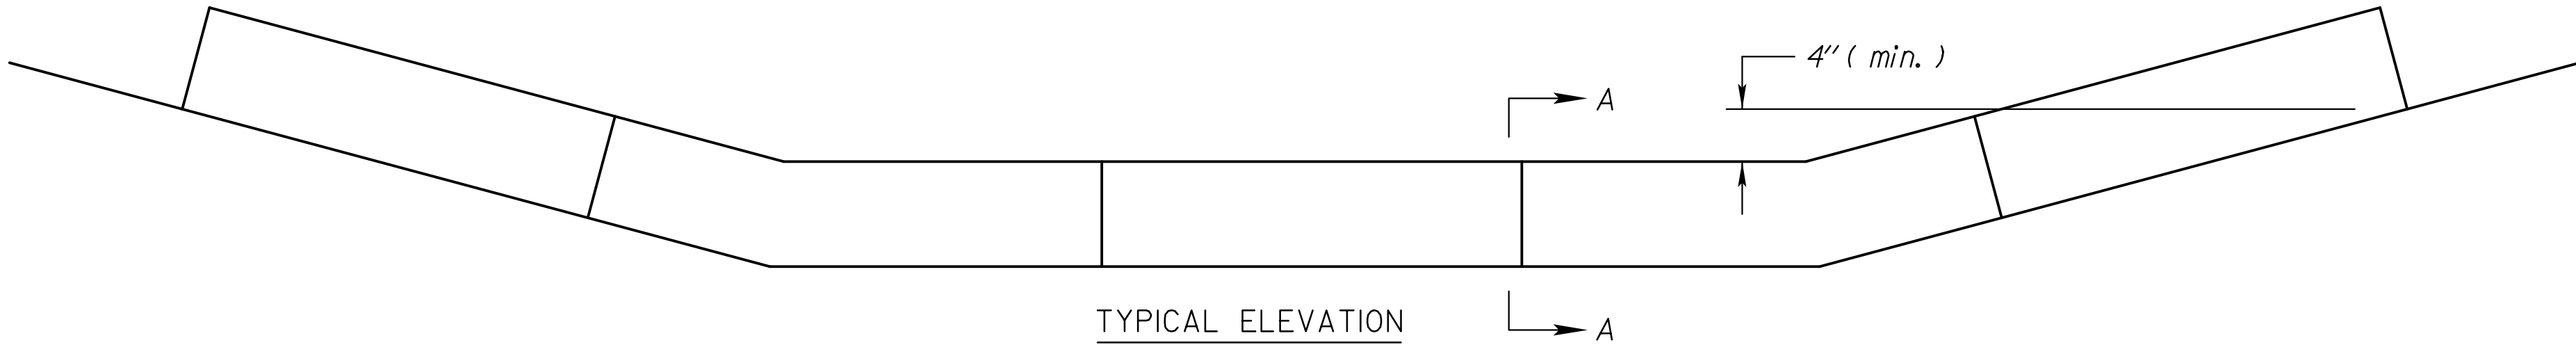 4" ( min. )
A
TYPICAL ELEVATION
A